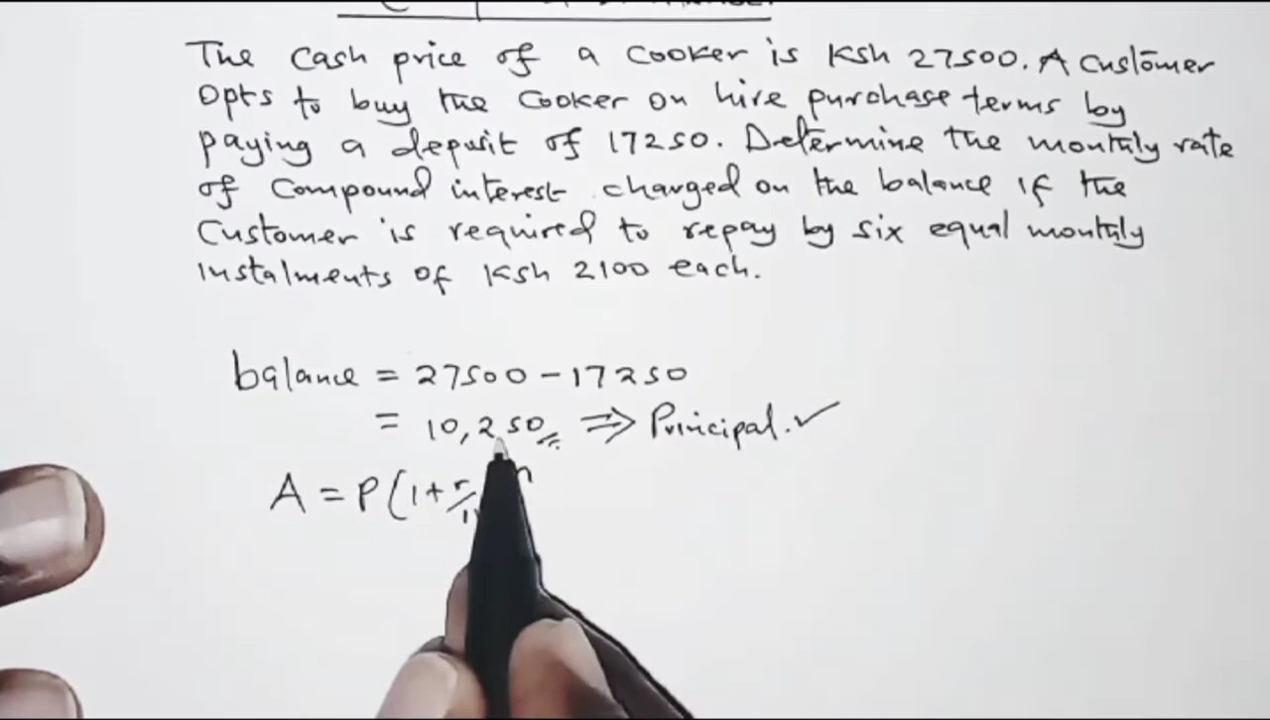 The Cash price of a Cooker is Ksh 27500. A Customer
Opts to buy the Cooker on hire purchase terms by
paying a deposit of 17250. Determine the monthly rate
of Compound interest charged on the balance if the
Customer is required to repay by six equal monthly
instalments of Ksh 2100 each.
balance = 27500 - 17250
= 10,250 ⇒ Principal. ✓
A = P(1+r/1 n